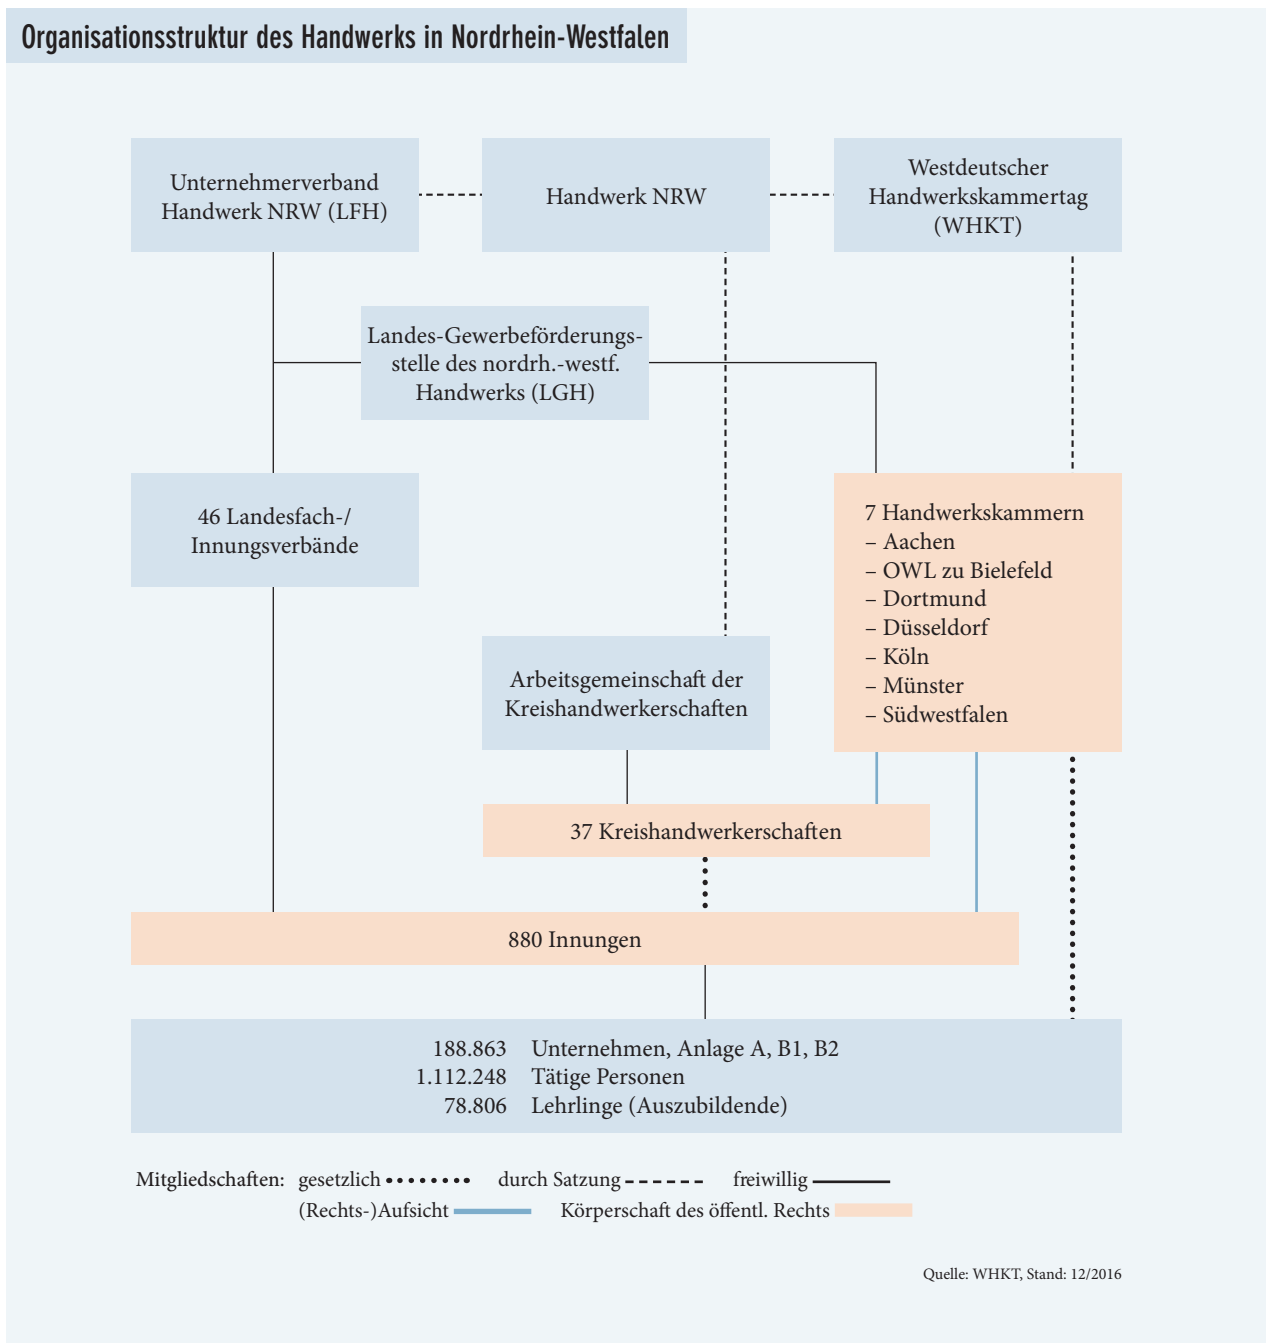 Organisationsstruktur des Handwerks in Nordrhein-Westfalen
Unternehmerverband
Handwerk NRW (LFH)
Handwerk NRW
Westdeutscher
Handwerkskammertag
(WHKT)
Landes-Gewerbeförderungs-
stelle des nordrh.-westf.
Handwerks (LGH)
46 Landesfach-/
Innungsverbände
7 Handwerkskammern
– Aachen
– OWL zu Bielefeld
– Dortmund
– Düsseldorf
– Köln
– Münster
– Südwestfalen
Arbeitsgemeinschaft der
Kreishandwerkerschaften
37 Kreishandwerkerschaften
880 Innungen
188.863 Unternehmen, Anlage A, B1, B2
1.112.248 Tätige Personen
78.806 Lehrlinge (Auszubildende)
Mitgliedschaften: gesetzlich durch Satzung freiwillig
(Rechts-)Aufsicht Körperschaft des öffentl. Rechts
Quelle: WHKT, Stand: 12/2016